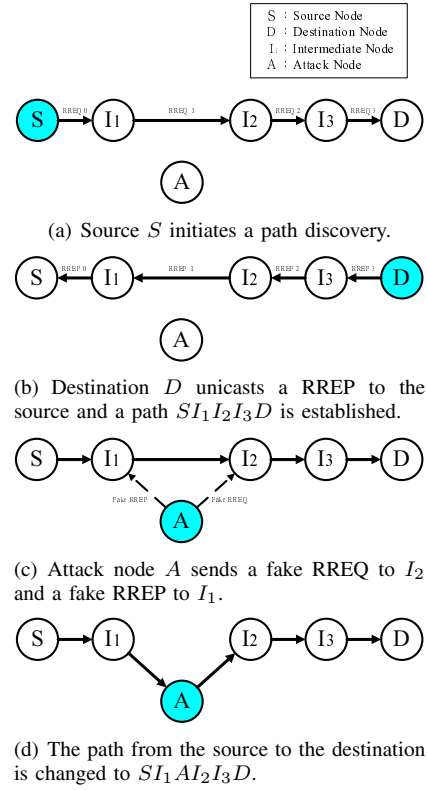 S : Source Node
D : Destination Node
I : Intermediate Node
A : Attack Node
RREQ 0 RREQ 1 RREQ 2 RREQ 3
S I1 I2 I3 D
A
(a) Source S initiates a path discovery.
RREP 0 RREP 1 RREP 2 RREP 3
S I1 I2 I3 D
A
(b) Destination D unicasts a RREP to the
source and a path SI1I2I3D is established.
S I1 I2 I3 D
Fake RREP Fake RREQ
A
(c) Attack node A sends a fake RREQ to I2
and a fake RREP to I1.
S I1 I2 I3 D
A
(d) The path from the source to the destination
is changed to SI1AI2I3D.